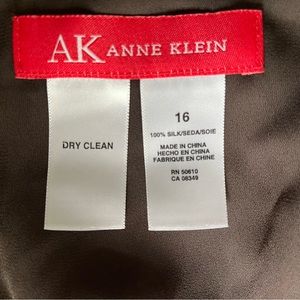 AK ANNE KLEIN
DRY CLEAN
16
100% SILK/SEDA/SOIE
MADE IN CHINA
HECHO EN CHINA
FABRIQUE EN CHINE
RN 50610
CA 08349